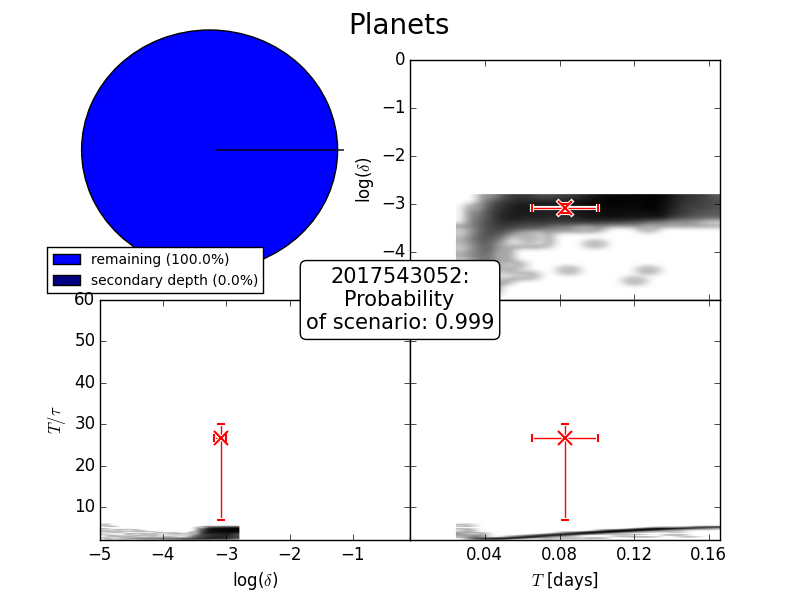 Planets
remaining (100.0%)
secondary depth (0.0%)
0
−1
−2
−3
−4
log(δ)
2017543052:
Probability
of scenario: 0.999
60
50
40
30
20
10
T/τ
−5
−4
−3
−2
−1
log(δ)
0.04
0.08
0.12
0.16
T [days]